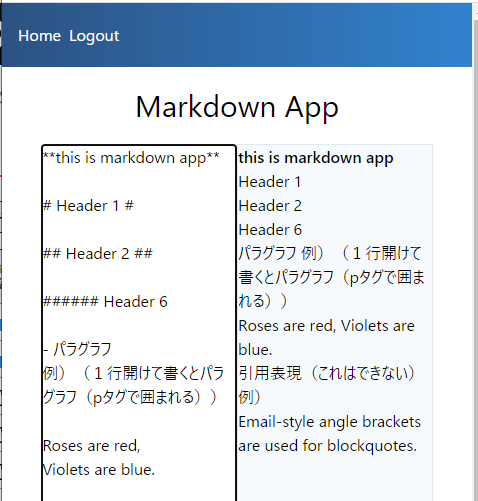 Home Logout
Markdown App
**this is markdown app**
# Header 1 #
## Header 2 ##
###### Header 6
- パラグラフ
例）（１行開けて書くとパラ
グラフ（pタグで囲まれる））
Roses are red,
Violets are blue.
this is markdown app
Header 1
Header 2
Header 6
パラグラフ 例）（１行開けて
書くとパラグラフ（pタグで囲ま
れる））
Roses are red, Violets are
blue.
引用表現（これはできない）
例）
Email-style angle brackets
are used for blockquotes.